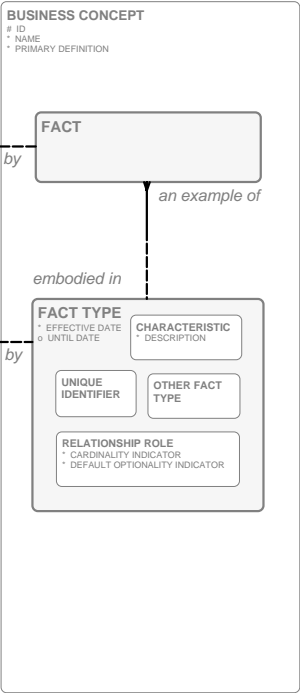 BUSINESS CONCEPT
# ID
* NAME
* PRIMARY DEFINITION
FACT
by
an example of
embodied in
FACT TYPE
* EFFECTIVE DATE
o UNTIL DATE
CHARACTERISTIC
* DESCRIPTION
by
UNIQUE
IDENTIFIER
OTHER FACT
TYPE
RELATIONSHIP ROLE
* CARDINALITY INDICATOR
* DEFAULT OPTIONALITY INDICATOR